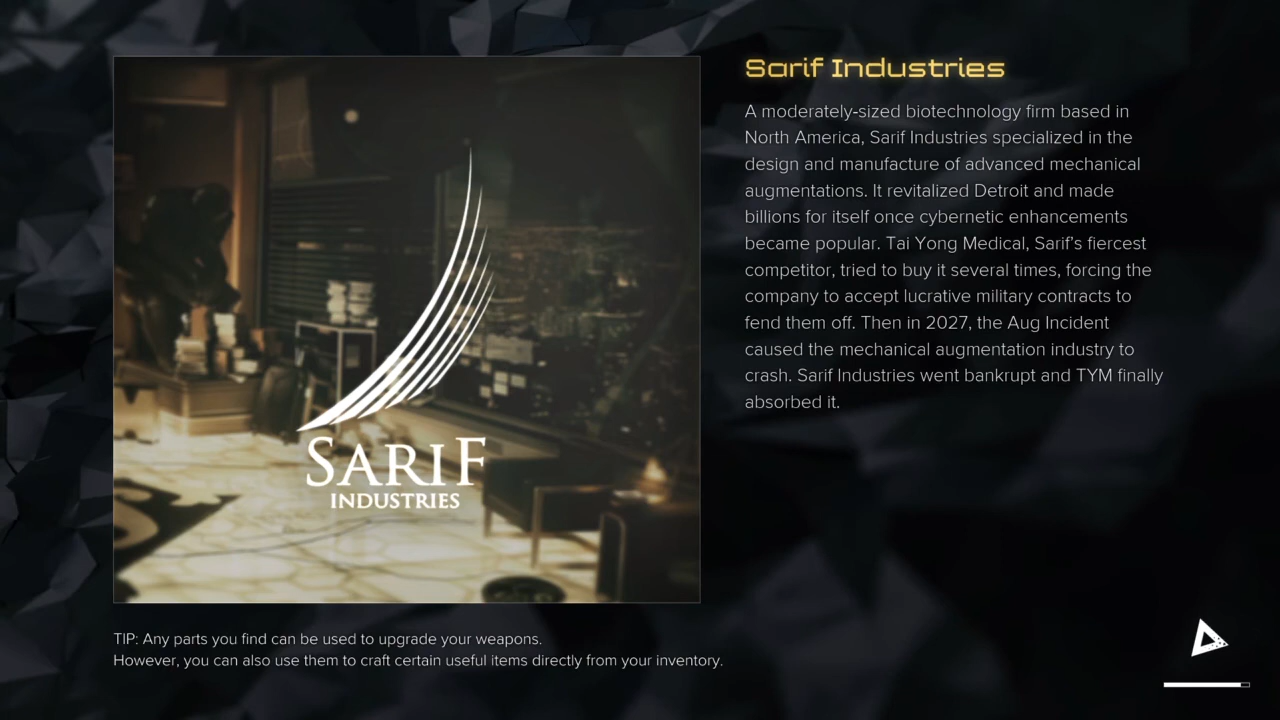 Sarif Industries
A moderately-sized biotechnology firm based in
North America, Sarif Industries specialized in the
design and manufacture of advanced mechanical
augmentations. It revitalized Detroit and made
billions for itself once cybernetic enhancements
became popular. Tai Yong Medical, Sarif's fiercest
competitor, tried to buy it several times, forcing the
company to accept lucrative military contracts to
fend them off. Then in 2027, the Aug Incident
caused the mechanical augmentation industry to
crash. Sarif Industries went bankrupt and TYM finally
absorbed it.
SARIF
INDUSTRIES
TIP: Any parts you find can be used to upgrade your weapons.
However, you can also use them to craft certain useful items directly from your inventory.